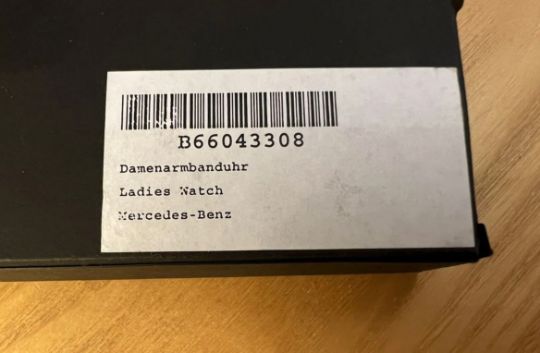 B66043308
Damenarmbanduhr
Ladies Watch
Mercedes-Benz